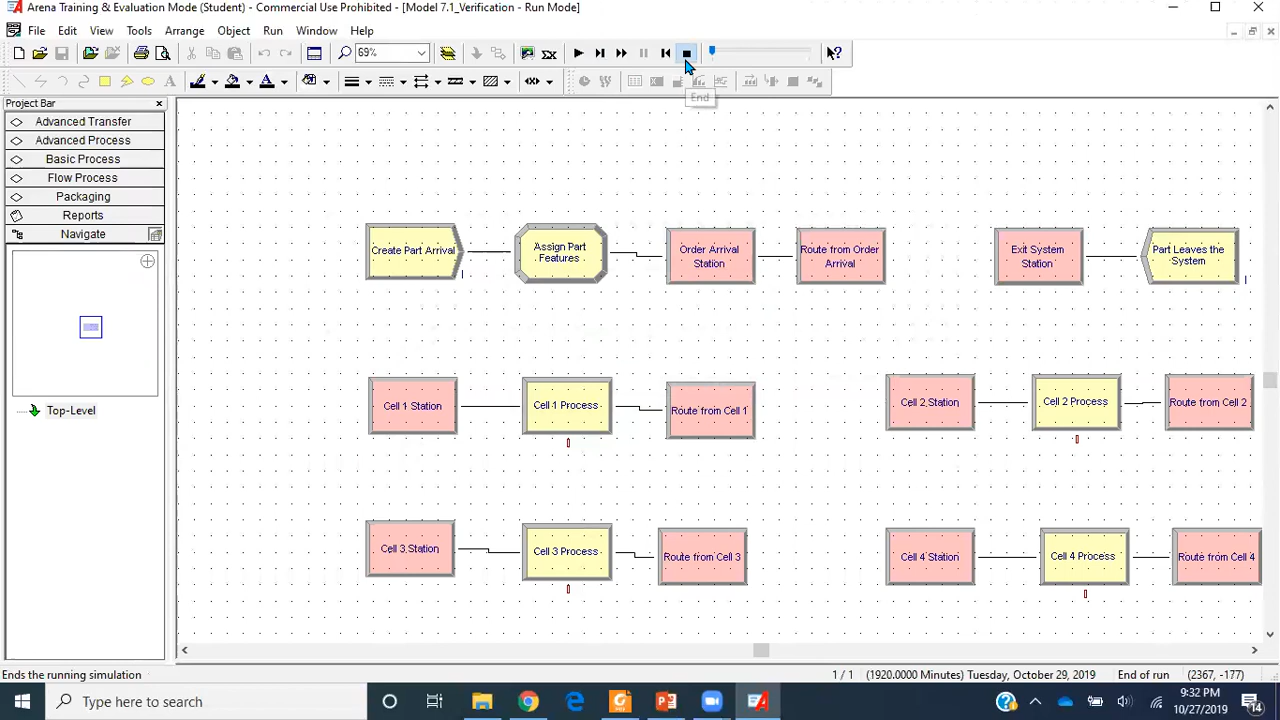 Arena Training & Evaluation Mode (Student) - Commercial Use Prohibited - [Model 7.1_Verification - Run Mode]
File Edit View Tools Arrange Object Run Window Help
69%
End
Project Bar
Advanced Transfer
Advanced Process
Basic Process
Flow Process
Packaging
Reports
Navigate
Top-Level
Create Part Arrival
Assign Part
Features
Order Arrival
Station
Route from Order
Arrival
Exit System
Station
Part Leaves the
System
Cell 1 Station
Cell 1 Process
Route from Cell 1
Cell 2 Station
Cell 2 Process
Route from Cell 2
Cell 3 Station
Cell 3 Process
Route from Cell 3
Cell 4 Station
Cell 4 Process
Route from Cell 4
Ends the running simulation
1 / 1
(1920.0000 Minutes) Tuesday, October 29, 2019
End of run
(2367, -177)
Type here to search
9:32 PM
10/27/2019
14